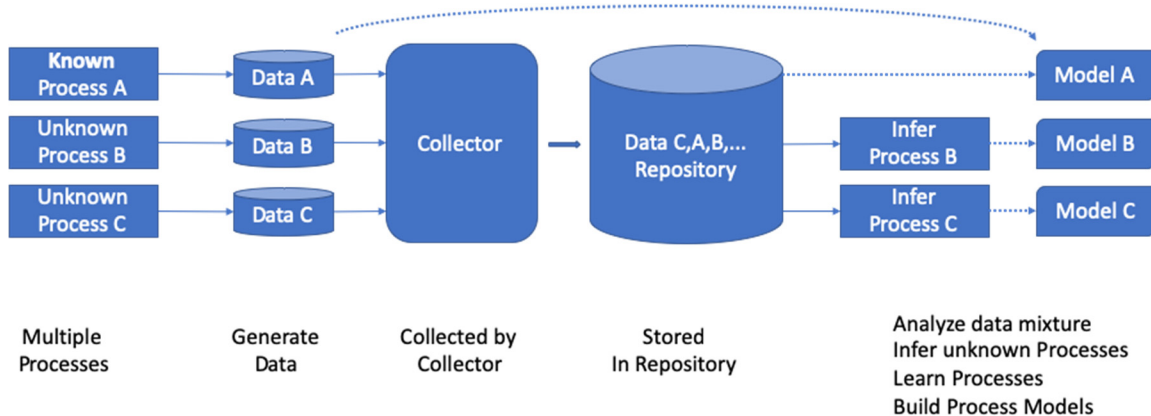 Known
Process A
Data A
Model A
Unknown
Process B
Data B
Collector
Data C,A,B,...
Repository
Infer
Process B
Model B
Unknown
Process C
Data C
Infer
Process C
Model C
Multiple
Processes
Generate
Data
Collected by
Collector
Stored
In Repository
Analyze data mixture
Infer unknown Processes
Learn Processes
Build Process Models